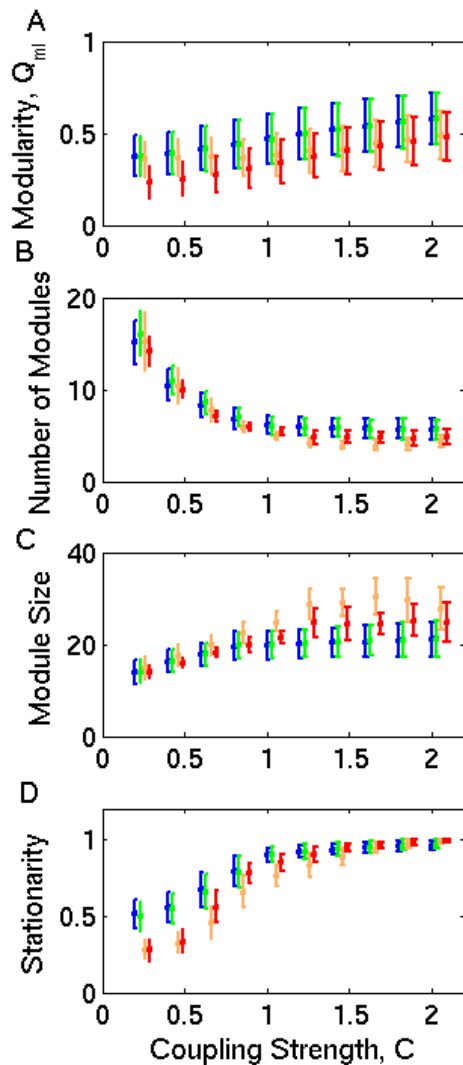 A
Modularity, Q_ml
1
0.5
0
0 0.5 1 1.5 2
B
Number of Modules
20
10
0
0 0.5 1 1.5 2
C
Module Size
40
20
0
0 0.5 1 1.5 2
D
Stationarity
1
0.5
0
0 0.5 1 1.5 2
Coupling Strength, C